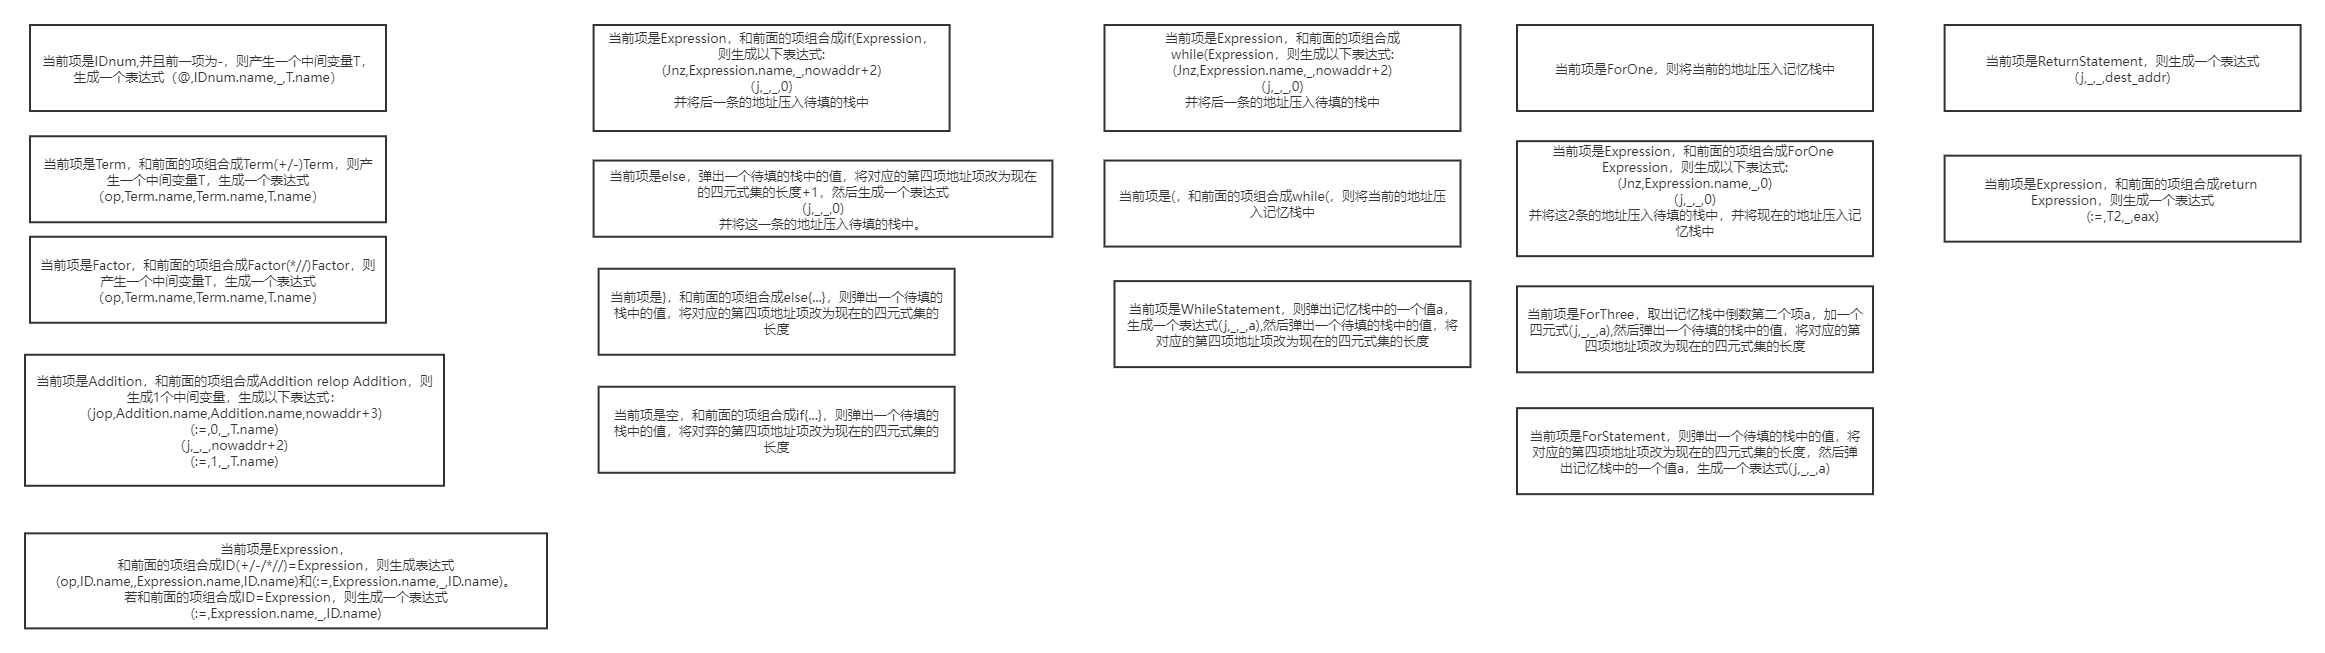 当前项是IDnum,并且前一项为-，则产生一个中间变量T，
生成一个表达式（@,IDnum.name,_,T.name）
当前项是Term，和前面的项组合成Term(+/-)Term，则产
生一个中间变量T，生成一个表达式
（op,Term.name,Term.name,T.name）
当前项是Factor，和前面的项组合成Factor(*//)Factor，则
产生一个中间变量T，生成一个表达式
（op,Term.name,Term.name,T.name）
当前项是Addition，和前面的项组合成Addition relop Addition，则
生成1个中间变量，生成以下表达式：
(jop,Addition.name,Addition.name,nowaddr+3)
(:=,0,_,T.name)
(j,_,_,nowaddr+2)
(:=,1,_,T.name)
当前项是Expression，
和前面的项组合成ID(+/-/*//)=Expression，则生成表达式
(op,ID.name,,Expression.name,ID.name)和(:=,Expression.name,_,ID.name)。
若和前面的项组合成ID=Expression，则生成一个表达式
(:=,Expression.name,_,ID.name)
当前项是Expression，和前面的项组合成if(Expression，
则生成以下表达式:
(Jnz,Expression.name,_,nowaddr+2)
(j,_,_,0)
并将后一条的地址压入待填的栈中
当前项是else，弹出一个待填的栈中的值，将对应的第四项地址项改为现在
的四元式集的长度+1，然后生成一个表达式
(j,_,_,0)
并将这一条的地址压入待填的栈中。
当前项是}，和前面的项组合成else{...}，则弹出一个待填的
栈中的值，将对应的第四项地址项改为现在的四元式集的
长度
当前项是空，和前面的项组合成if{...}，则弹出一个待填的
栈中的值，将对弈的第四项地址项改为现在的四元式集的
长度
当前项是Expression，和前面的项组合成
while(Expression，则生成以下表达式:
(Jnz,Expression.name,_,nowaddr+2)
(j,_,_,0)
并将后一条的地址压入待填的栈中
当前项是(，和前面的项组合成while(，则将当前的地址压
入记忆栈中
当前项是WhileStatement，则弹出记忆栈中的一个值a，
生成一个表达式(j,_,_,a),然后弹出一个待填的栈中的值，将
对应的第四项地址项改为现在的四元式集的长度
当前项是ForOne，则将当前的地址压入记忆栈中
当前项是Expression，和前面的项组合成ForOne
Expression，则生成以下表达式:
(Jnz,Expression.name,_,0)
(j,_,_,0)
并将这2条的地址压入待填的栈中，并将现在的地址压入记
忆栈中
当前项是ForThree，取出记忆栈中倒数第二个项a，加一个
四元式(j,_,_,a),然后弹出一个待填的栈中的值，将对应的第
四项地址项改为现在的四元式集的长度
当前项是ForStatement，则弹出一个待填的栈中的值，将
对应的第四项地址项改为现在的四元式集的长度，然后弹
出记忆栈中的一个值a，生成一个表达式(j,_,_,a)
当前项是ReturnStatement，则生成一个表达式
(j,_,_,dest_addr)
当前项是Expression，和前面的项组合成return
Expression，则生成一个表达式
(:=,T2,_,eax)